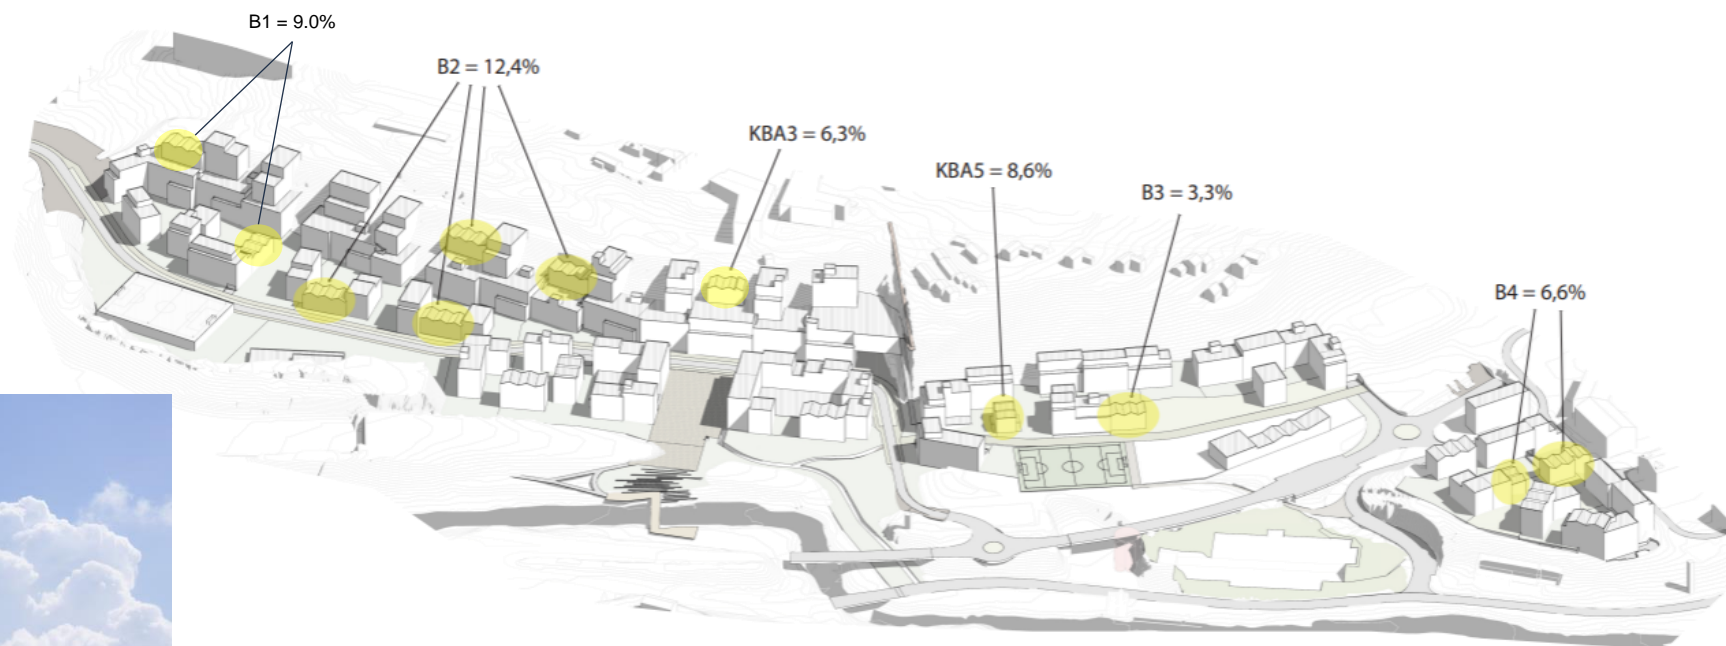 B1 = 9.0%
B2 = 12,4%
KBA3 = 6,3%
KBA5 = 8,6%
B3 = 3,3%
B4 = 6,6%